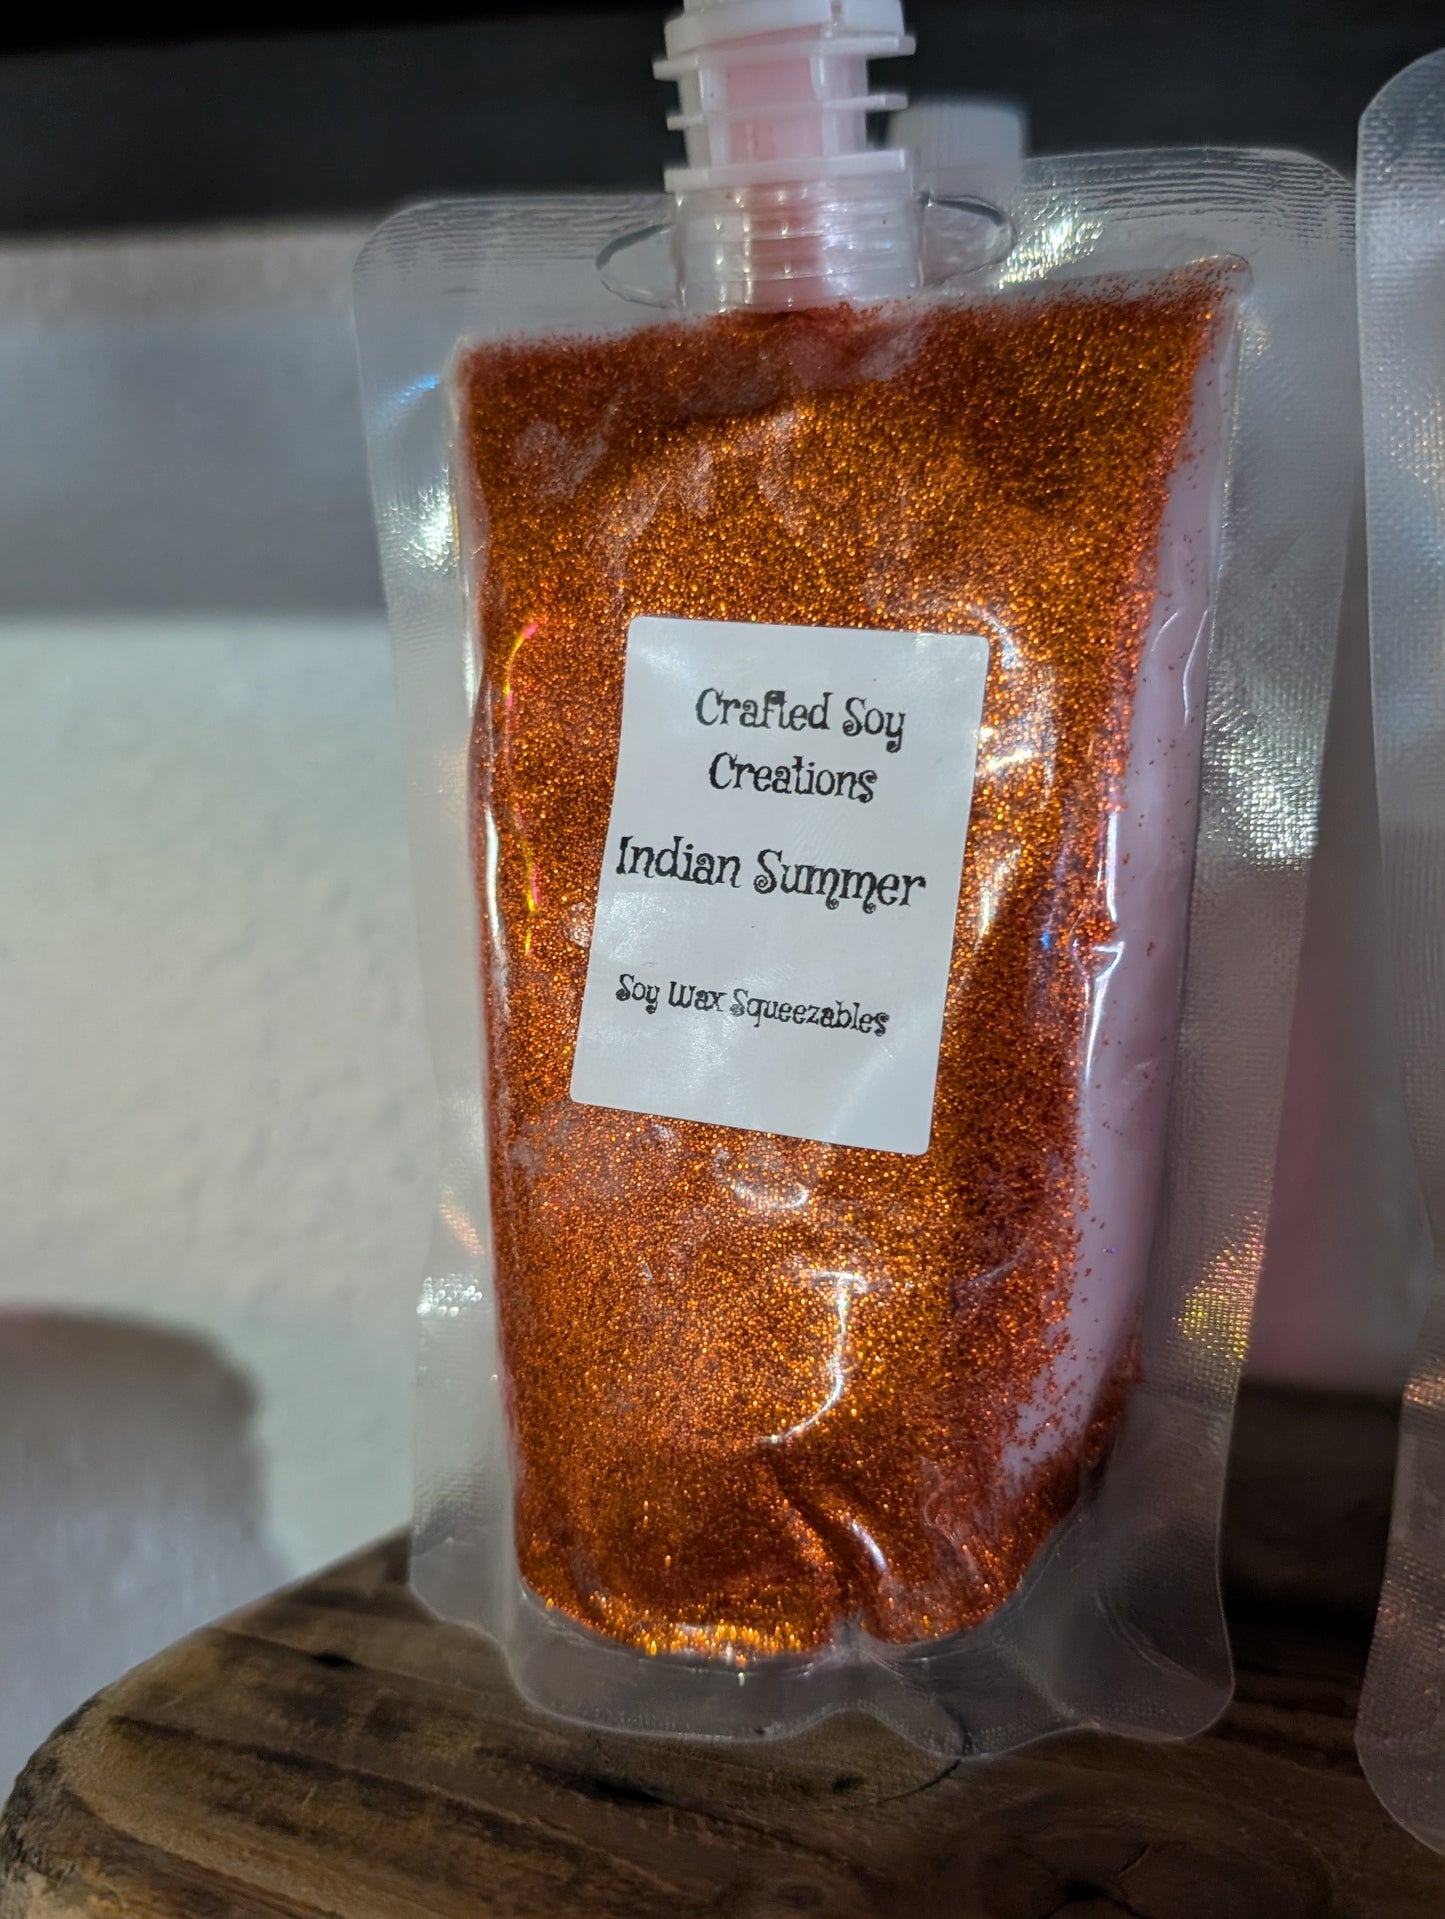 Crafted Soy
Creations
Indian Summer
Soy Wax Squeezables